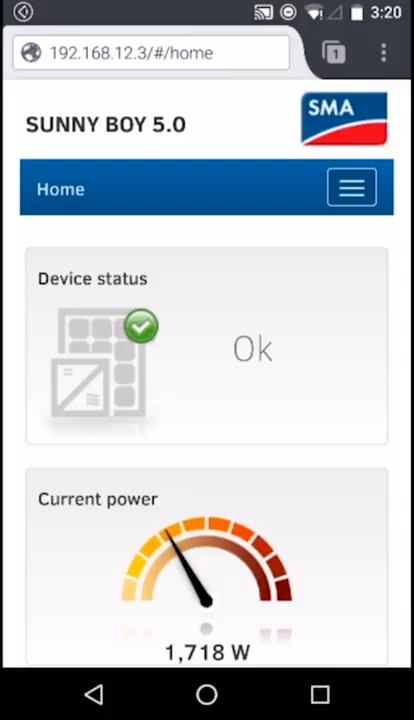 3:20
192.168.12.3/#/home
1
SUNNY BOY 5.0
SMA
Home
Device status
Ok
Current power
1,718 W